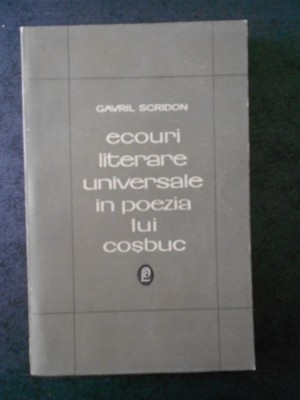 GAVRIL SCRIDON
ecouri
literare
universale
în poezia
lui
coșbuc